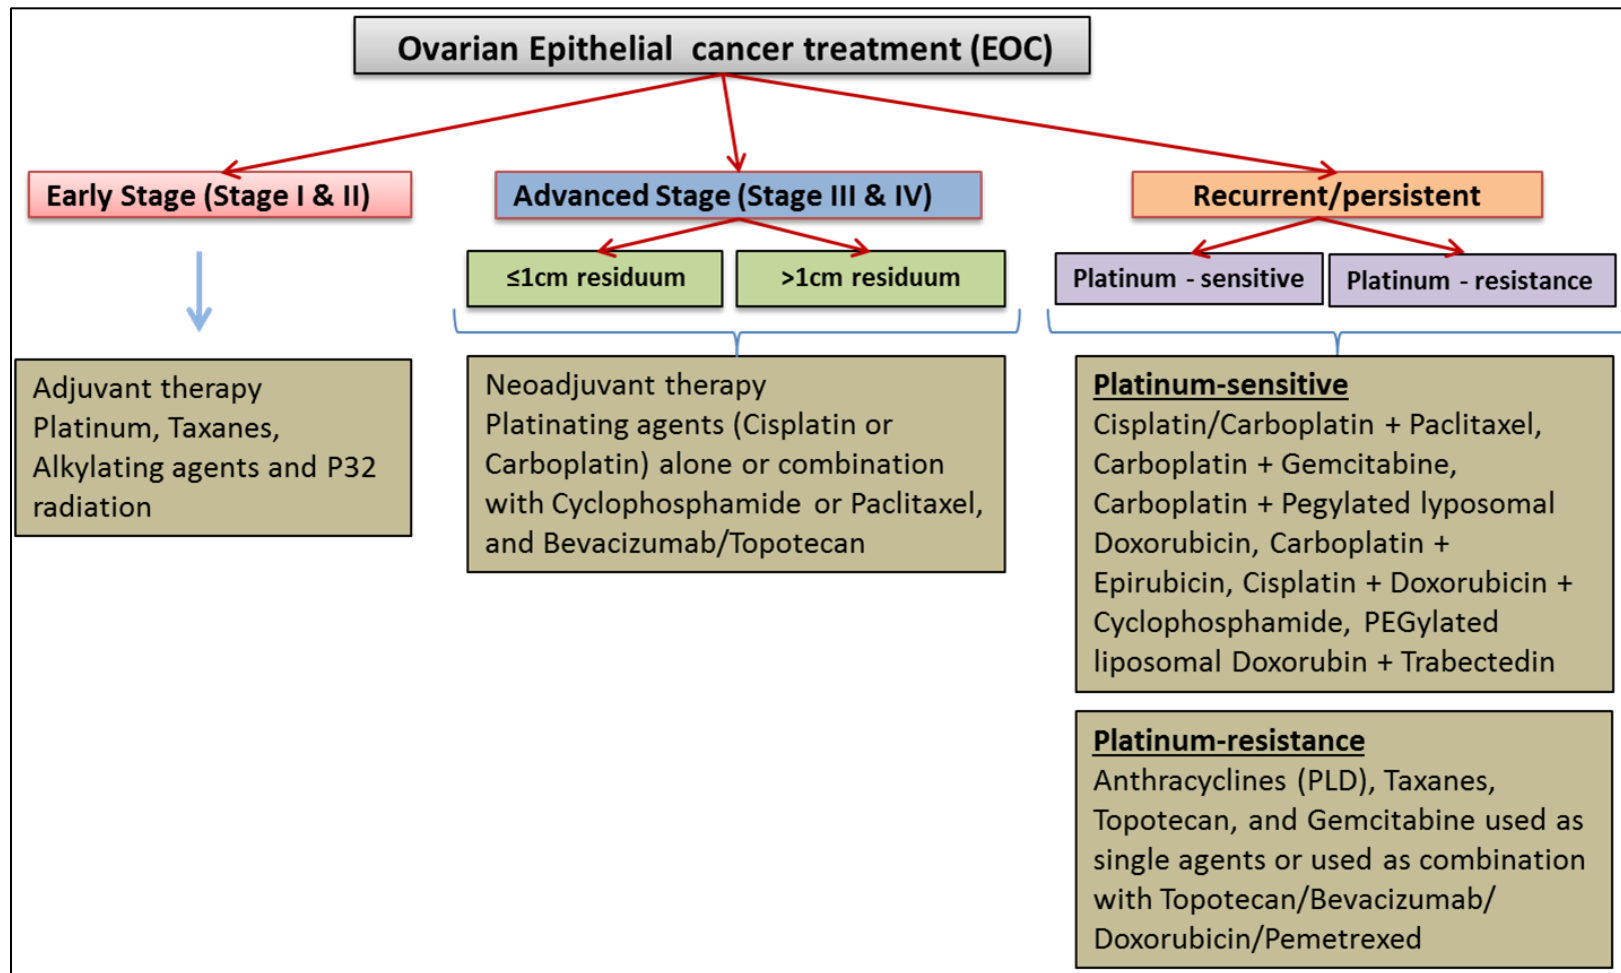 Ovarian Epithelial cancer treatment (EOC)
Early Stage (Stage I & II)
Advanced Stage (Stage III & IV)
Recurrent/persistent
≤1cm residuum
>1cm residuum
Platinum - sensitive
Platinum - resistance
Adjuvant therapy
Platinum, Taxanes,
Alkylating agents and P32
radiation
Neoadjuvant therapy
Platinating agents (Cisplatin or
Carboplatin) alone or combination
with Cyclophosphamide or Paclitaxel,
and Bevacizumab/Topotecan
Platinum-sensitive
Cisplatin/Carboplatin + Paclitaxel,
Carboplatin + Gemcitabine,
Carboplatin + Pegylated lyposomal
Doxorubicin, Carboplatin +
Epirubicin, Cisplatin + Doxorubicin +
Cyclophosphamide, PEGylated
liposomal Doxorubin + Trabectedin
Platinum-resistance
Anthracyclines (PLD), Taxanes,
Topotecan, and Gemcitabine used as
single agents or used as combination
with Topotecan/Bevacizumab/
Doxorubicin/Pemetrexed